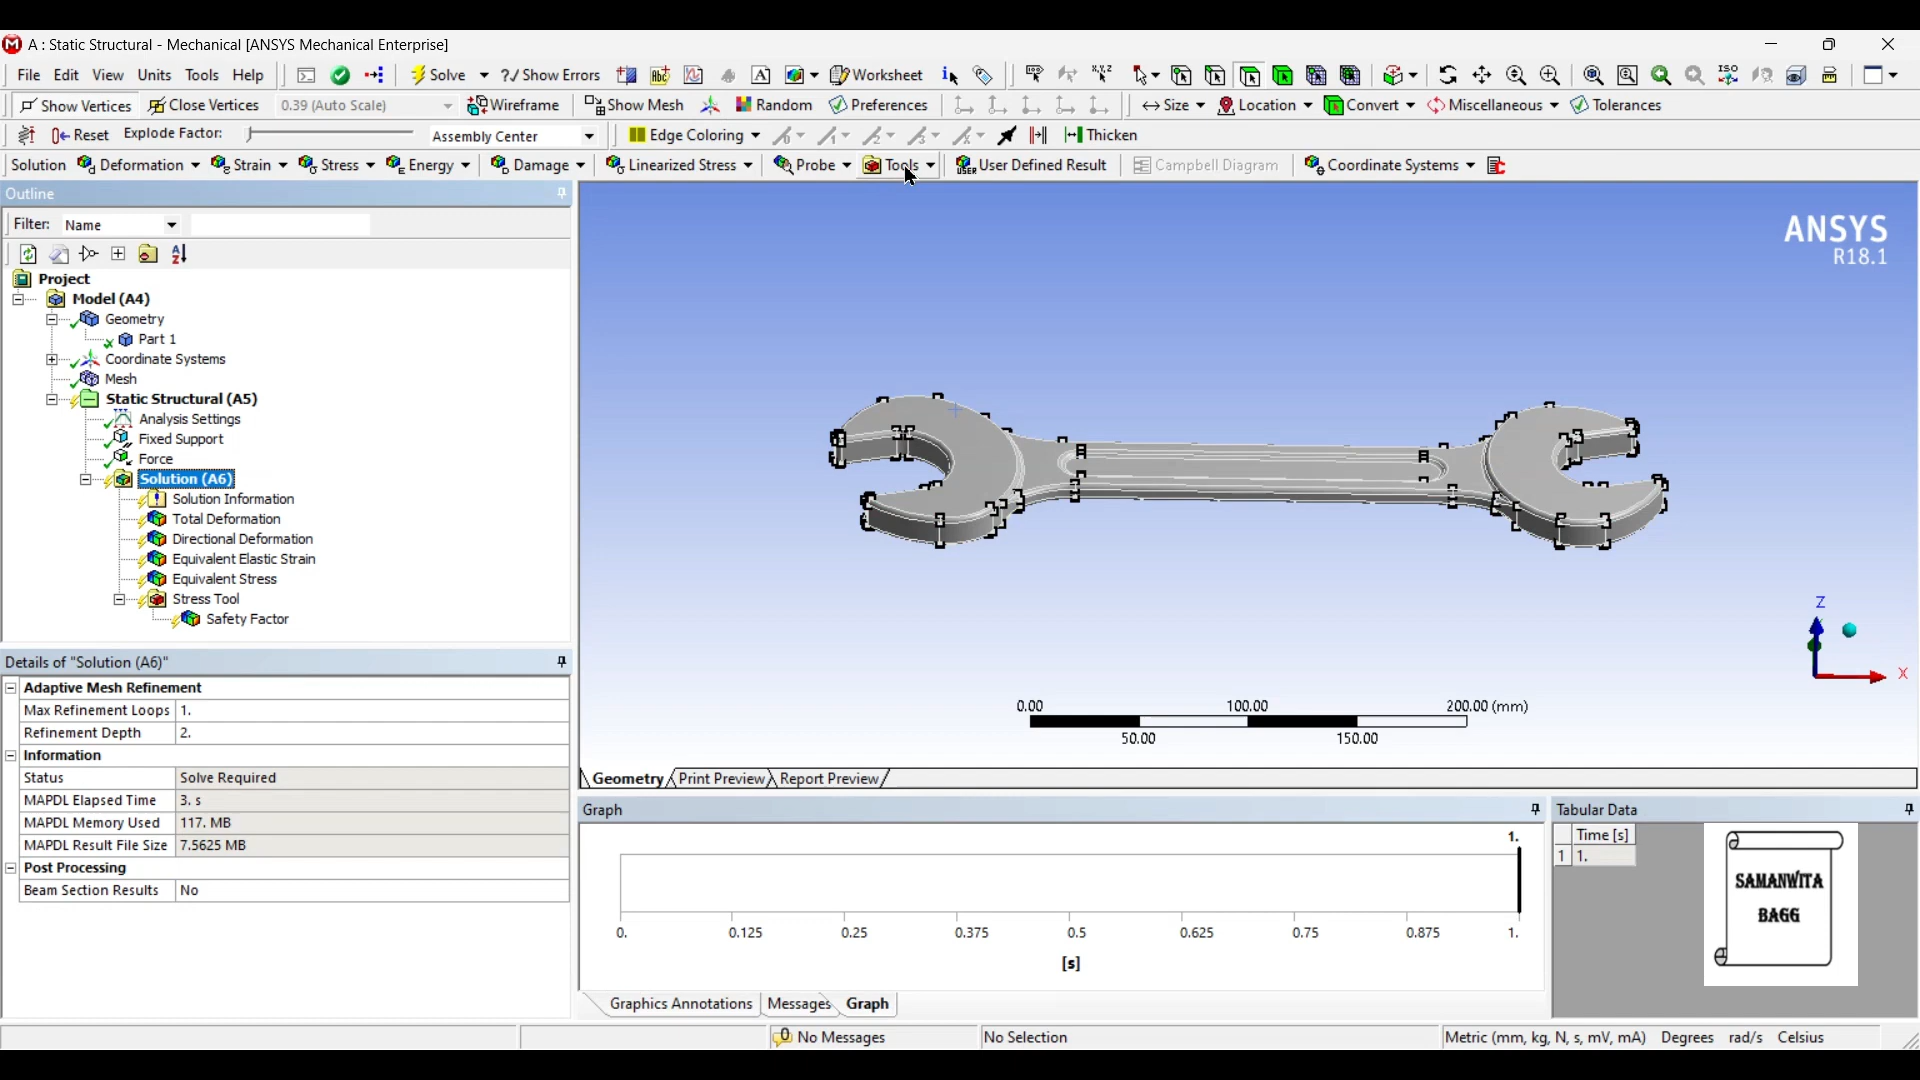 A : Static Structural - Mechanical [ANSYS Mechanical Enterprise]
File Edit View Units Tools Help Solve ?/ Show Errors Worksheet
Show Vertices Close Vertices 0.39 (Auto Scale) Wireframe Show Mesh Random Preferences Size Location Convert Miscellaneous Tolerances
Reset Explode Factor: Assembly Center Edge Coloring Thicken
Solution Deformation Strain Stress Energy Damage Linearized Stress Probe Tools User Defined Result Campbell Diagram Coordinate Systems
Outline
Filter: Name
Project
Model (A4)
Geometry
Part 1
Coordinate Systems
Mesh
Static Structural (A5)
Analysis Settings
Fixed Support
Force
Solution (A6)
Solution Information
Total Deformation
Directional Deformation
Equivalent Elastic Strain
Equivalent Stress
Stress Tool
Safety Factor
Details of "Solution (A6)"
Adaptive Mesh Refinement
Max Refinement Loops 1.
Refinement Depth 2.
Information
Status Solve Required
MAPDL Elapsed Time 3. s
MAPDL Memory Used 117. MB
MAPDL Result File Size 7.5625 MB
Post Processing
Beam Section Results No
ANSYS
R18.1
Z
X
0.00 100.00 200.00 (mm)
50.00 150.00
Geometry Print Preview Report Preview
Graph
1.
0. 0.125 0.25 0.375 0.5 0.625 0.75 0.875 1.
[s]
Graphics Annotations Messages Graph
Tabular Data
Time [s]
1 1.
SAMANWITA
BAGG
No Messages No Selection Metric (mm, kg, N, s, mV, mA) Degrees rad/s Celsius